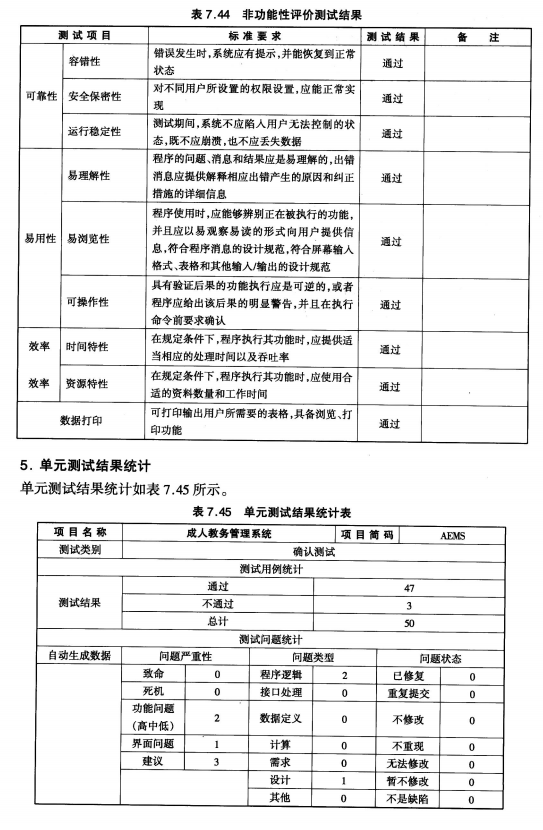 表 7.44 非功能性评价测试结果
测 试 项 目 标 准 要 求 测 试 结 果 备 注
可靠性 容错性 错误发生时,系统应有提示,并能恢复到正常
状态 通过
安全保密性 对不同用户所设置的权限设置,应能正常实
现 通过
运行稳定性 测试期间,系统不应陷入用户无法控制的状
态,既不应崩溃,也不应丢失数据 通过
易用性 易理解性 程序的问题、消息和结果应是易理解的,出错
消息应提供解释相应出错产生的原因和纠正
措施的详细信息 通过
易浏览性 程序使用时,应能够辨别正在被执行的功能,
并且应以易观察易读的形式向用户提供信
息,符合程序消息的设计规范,符合屏幕输入
格式、表格和其他输入/输出的设计规范 通过
可操作性 具有验证后果的功能执行应是可逆的,或者
程序应给出该后果的明显警告,并且在执行
命令前要求确认 通过
效率 时间特性 在规定条件下,程序执行其功能时,应提供适
当相应的处理时间以及吞吐率 通过
效率 资源特性 在规定条件下,程序执行其功能时,应使用合
适的资料数量和工作时间 通过
数据打印 可打印输出用户所需要的表格,具备浏览、打
印功能 通过
5. 单元测试结果统计
单元测试结果统计如表 7.45 所示。
表 7.45 单元测试结果统计表
项 目 名 称 成人教务管理系统 项 目 简 码 AEMS
测试类别 确认测试
测试用例统计
测试结果 通过 47
不通过 3
总计 50
测试问题统计
自动生成数据 问题严重性 问题类型 问题状态
致命 0 程序逻辑 2 已修复 0
死机 0 接口处理 0 重复提交 0
功能问题
(高中低) 2 数据定义 0 不修改 0
界面问题 1 计算 0 不重现 0
建议 3 需求 0 无法修改 0
设计 1 暂不修改 0
其他 0 不是缺陷 0